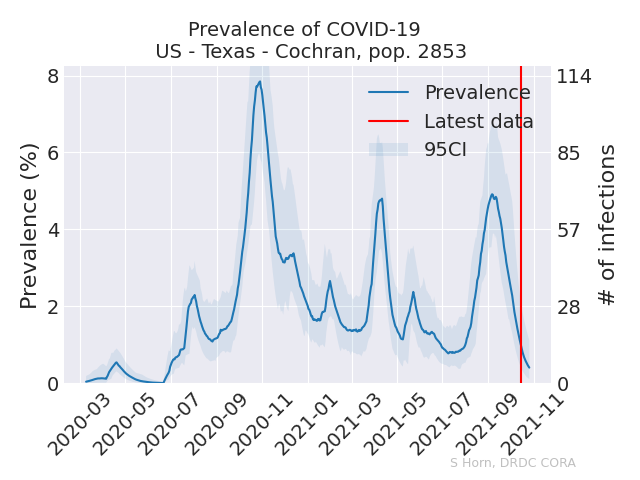 Prevalence of COVID-19
US - Texas - Cochran, pop. 2853
Prevalence (%)
8
6
4
2
0
Prevalence
Latest data
95CI
114
85
57
28
0
# of infections
2020-03
2020-05
2020-07
2020-09
2020-11
2021-01
2021-03
2021-05
2021-07
2021-09
2021-11
S Horn, DRDC CORA